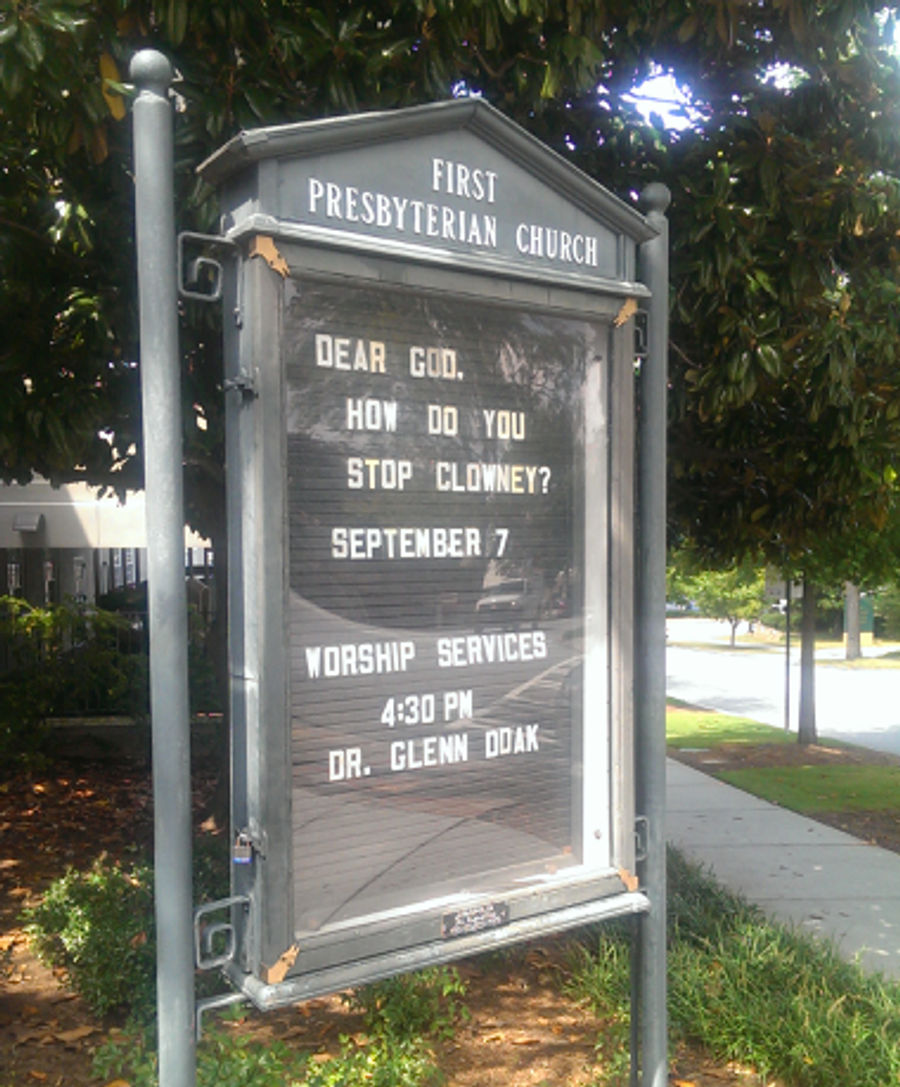 FIRST
PRESBYTERIAN CHURCH
DEAR GOD,
HOW DO YOU
STOP CLOWNEY?
SEPTEMBER 7
WORSHIP SERVICES
4:30 PM
DR. GLENN DOAK